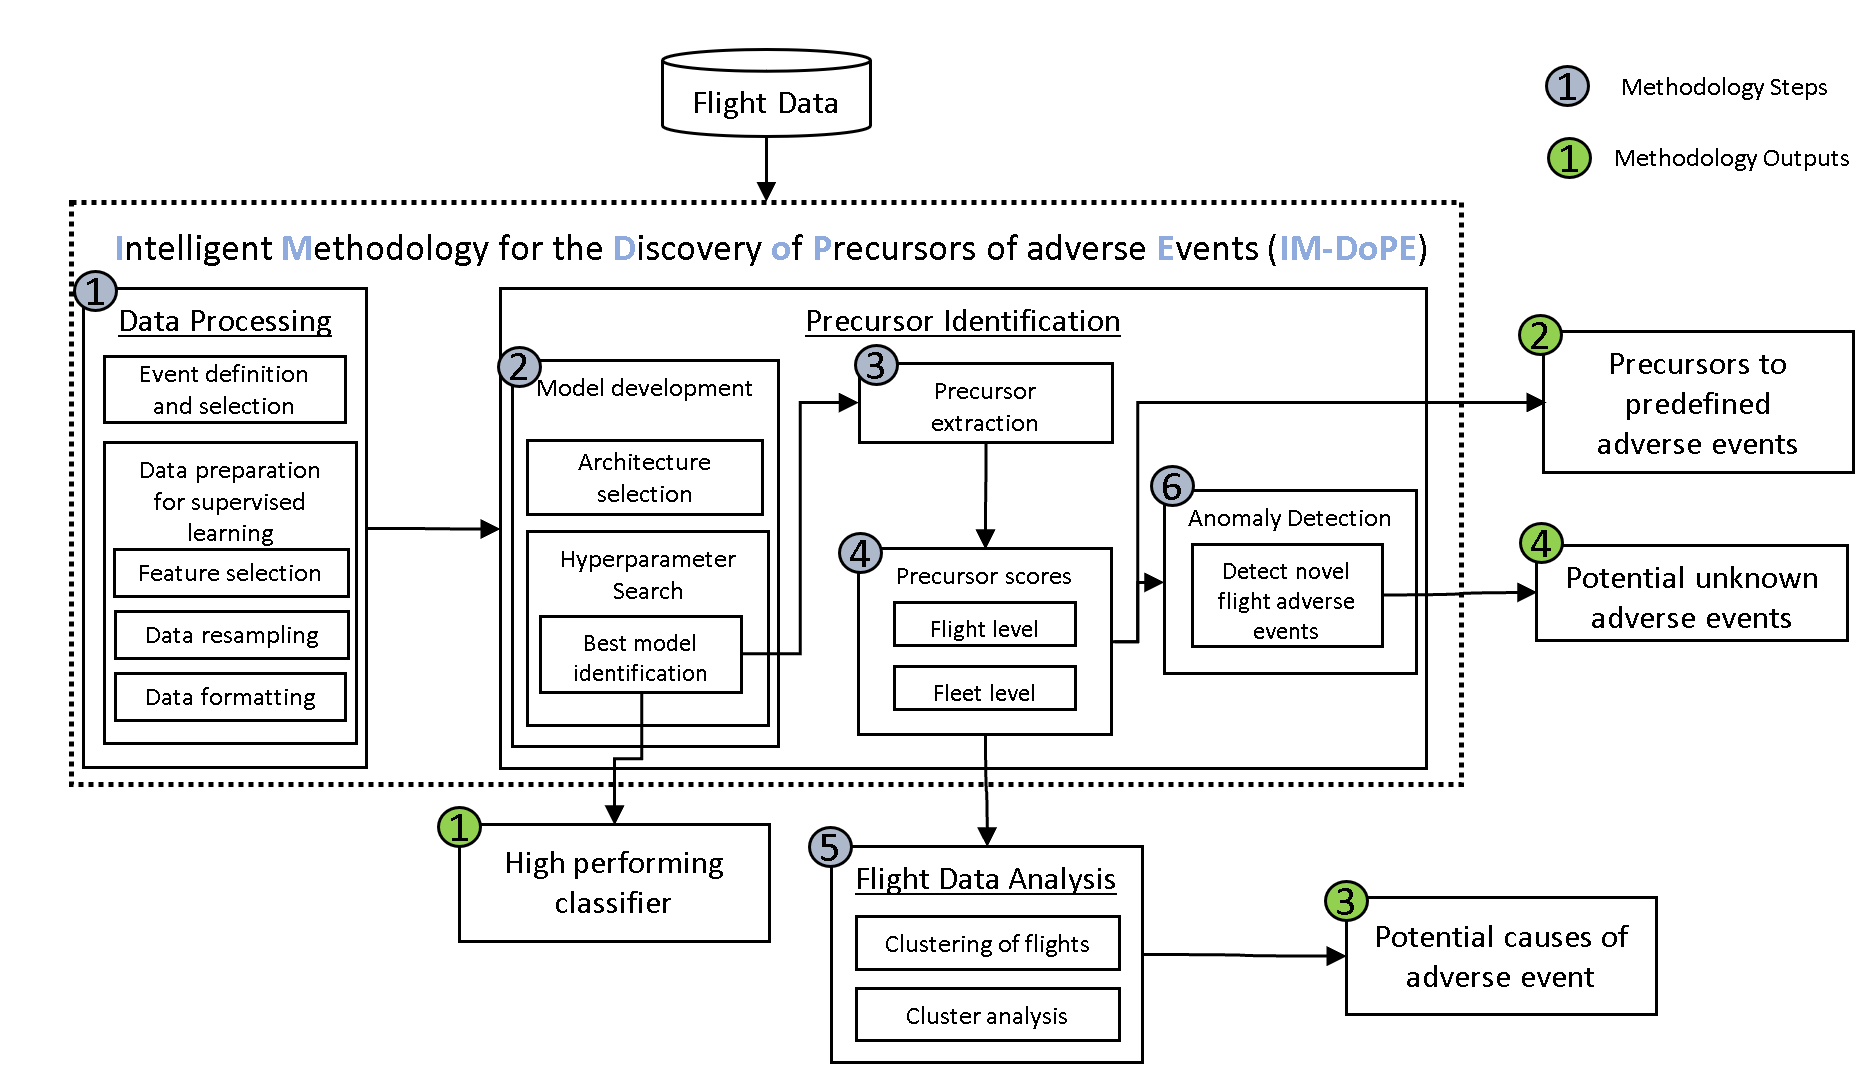 Flight Data
1
Methodology Steps
1
Methodology Outputs
Intelligent Methodology for the Discovery of Precursors of adverse Events (IM-DoPE)
1
Data Processing
Event definition
and selection
Data preparation
for supervised
learning
Feature selection
Data resampling
Data formatting
Precursor Identification
2
Model development
Architecture
selection
Hyperparameter
Search
Best model
identification
3
Precursor
extraction
4
Precursor scores
Flight level
Fleet level
6
Anomaly Detection
Detect novel
flight adverse
events
2
Precursors to
predefined
adverse events
4
Potential unknown
adverse events
1
High performing
classifier
5
Flight Data Analysis
Clustering of flights
Cluster analysis
3
Potential causes of
adverse event